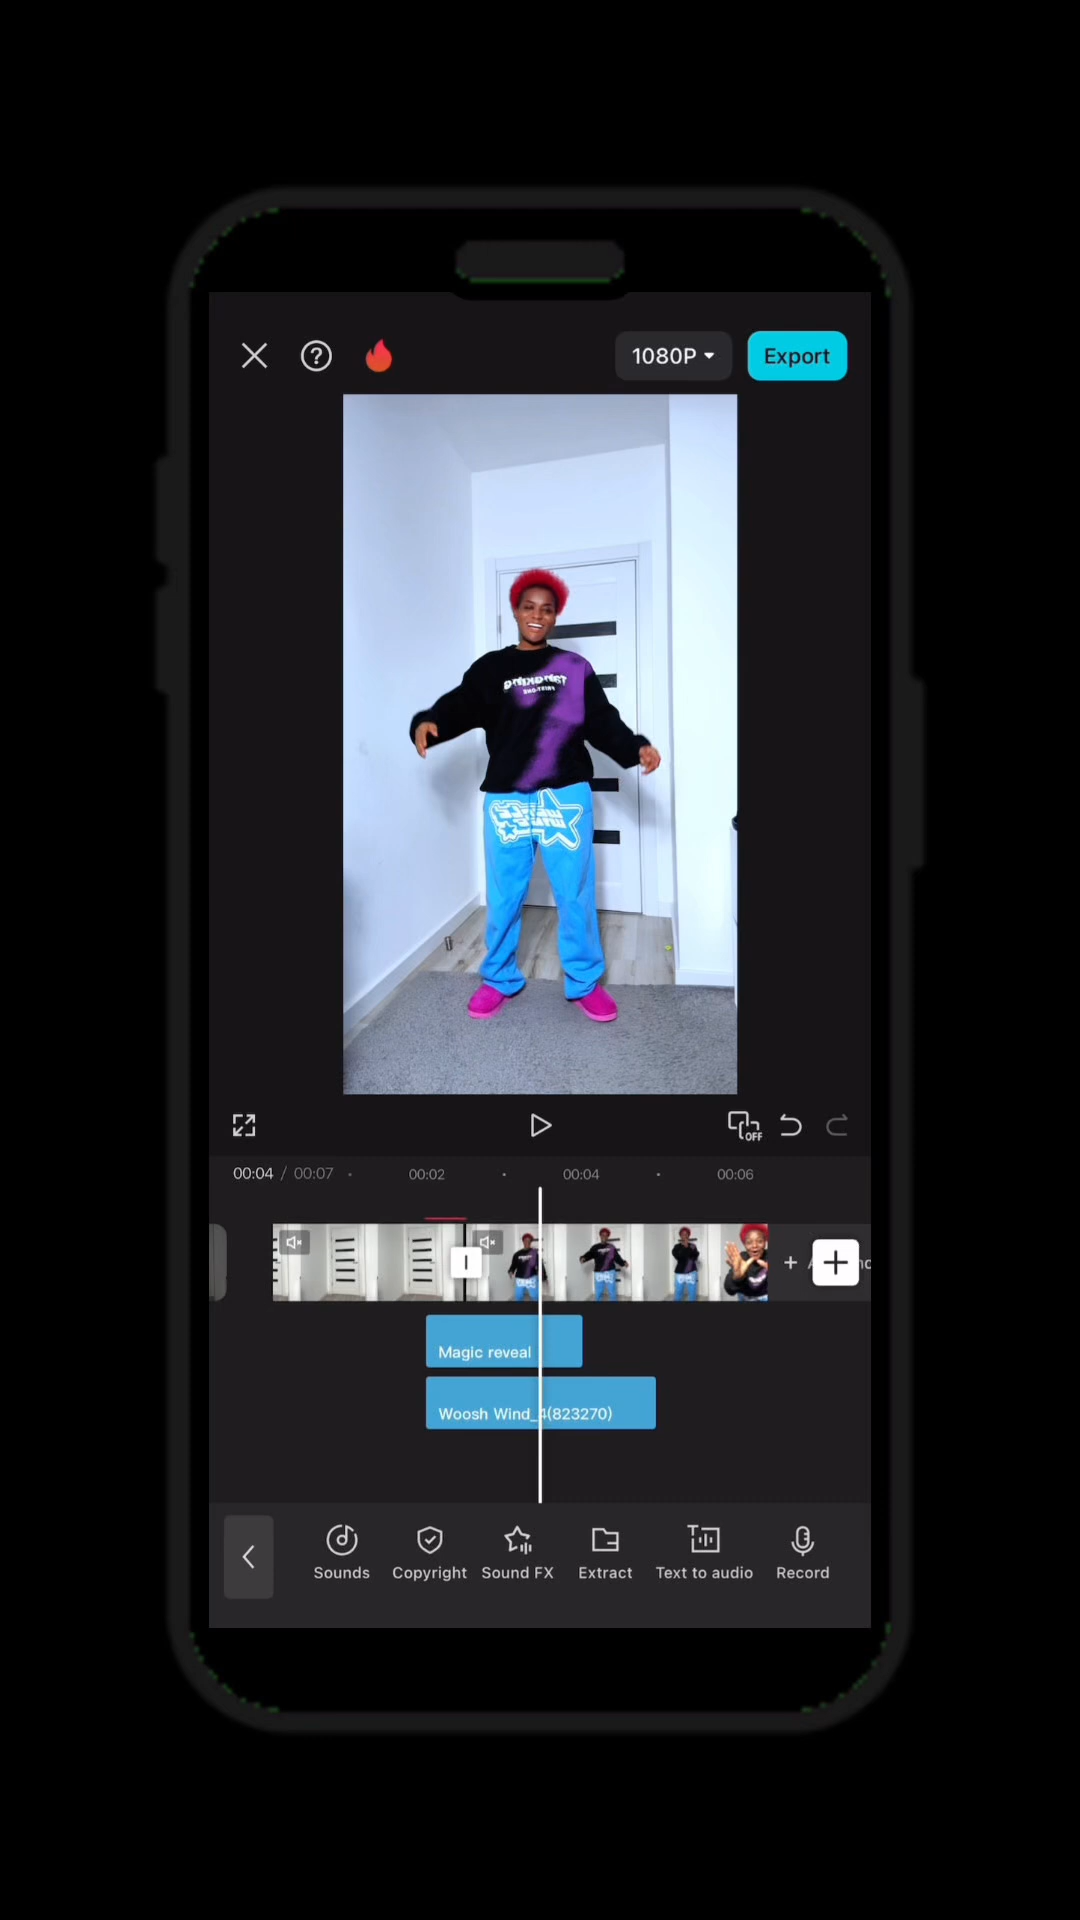 1080P
Export
OFF
00:04 / 00:07
00:02
00:04
00:06
Magic reveal
Woosh Wind_4(823270)
Sounds
Copyright
Sound FX
Extract
Text to audio
Record